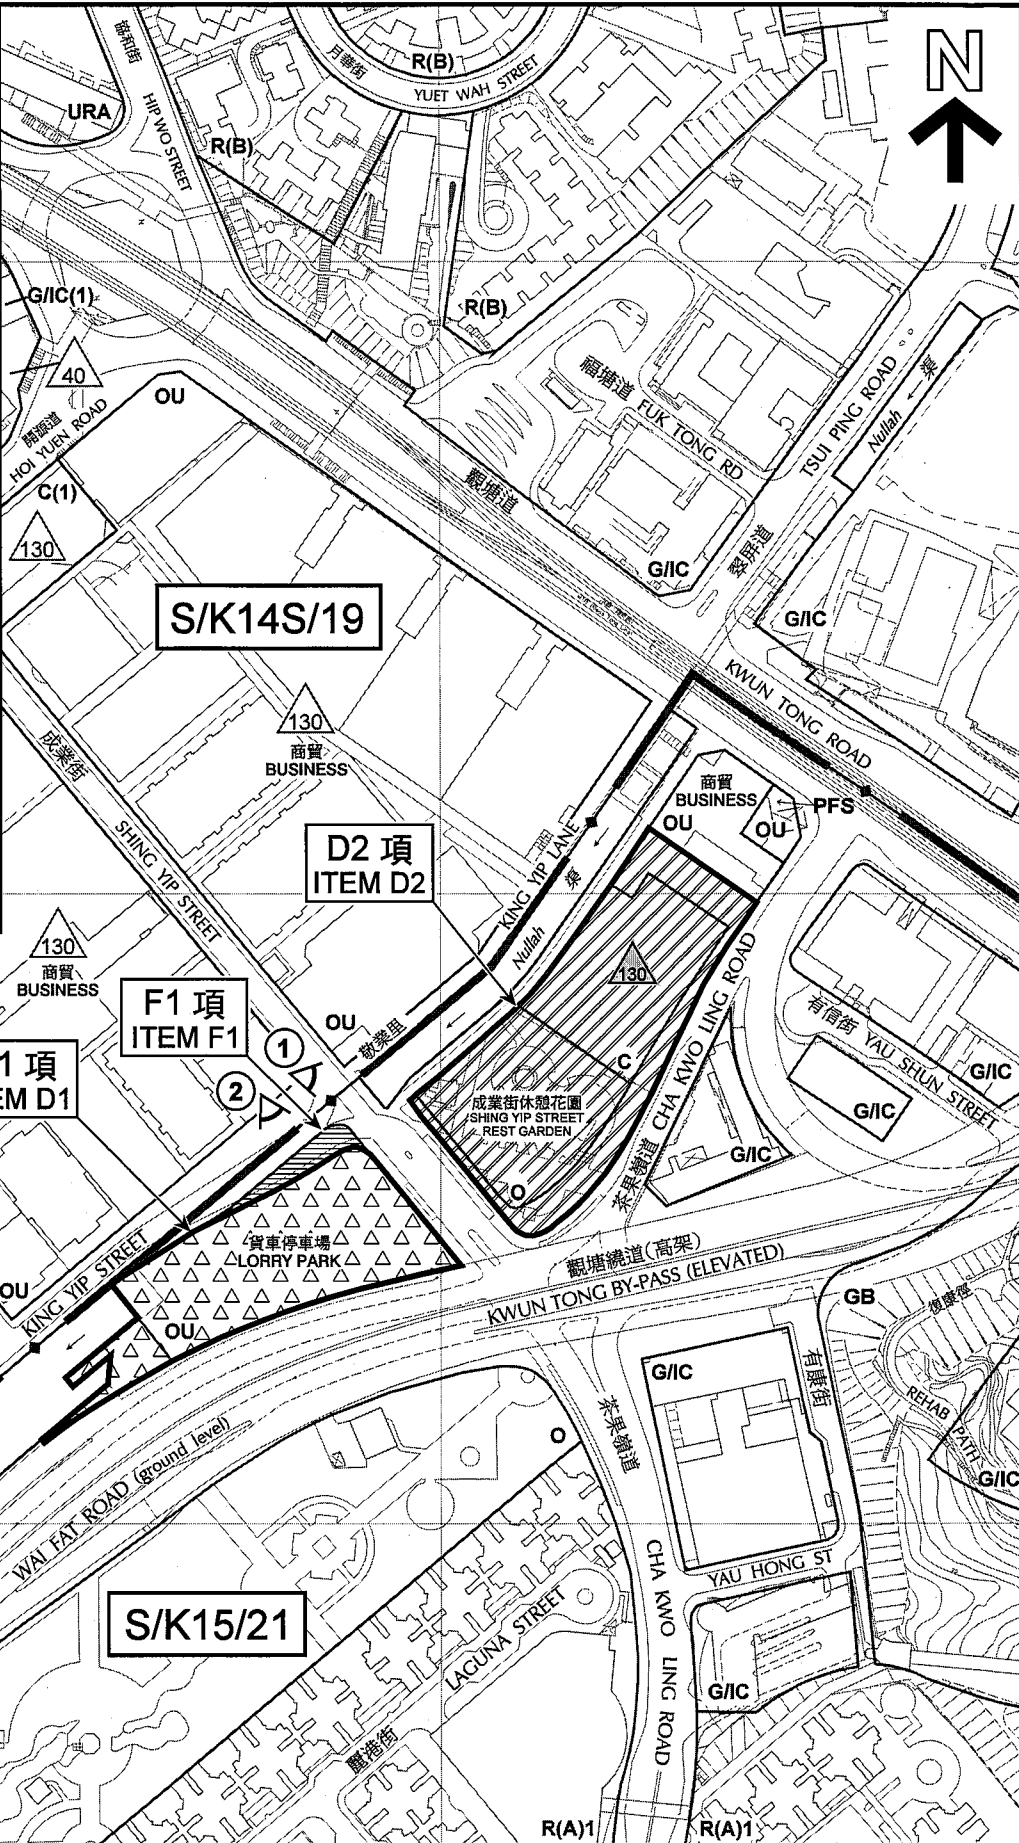 協和街
HIP WO STREET
URA
月華街
R(B)
YUET WAH STREET
R(B)
N
G/IC(1)
R(B)
40
OU
開源道
HOI YUEN ROAD
C(1)
130
福塘道
FUK TONG RD
TSUI PING ROAD
翠屏道
Nullah
渠
觀塘道
G/IC
G/IC
S/K14S/19
KWUN TONG ROAD
130
商貿
BUSINESS
成業街
SHING YIP STREET
商貿
BUSINESS
OU
OU
PFS
D2 項
ITEM D2
KING YIP LANE
渠
Nullah
敬業里
130
130
商貿
BUSINESS
F1 項
ITEM F1
OU
1
2
1 項
EM D1
C
成業街休憩花園
SHING YIP STREET
REST GARDEN
O
茶果嶺道 CHA KWO LING ROAD
有信街 YAU SHUN STREET
G/IC
G/IC
G/IC
貨車停車場
LORRY PARK
OU
KING YIP STREET
OU
觀塘繞道(高架)
KWUN TONG BY-PASS (ELEVATED)
GB
復康徑
REHAB PATH
G/IC
G/IC
有康街
茶果嶺道
CHA KWO LING ROAD
O
WAI FAT ROAD (ground level)
YAU HONG ST
S/K15/21
LAGUNA STREET
麗港街
G/IC
R(A)1
R(A)1